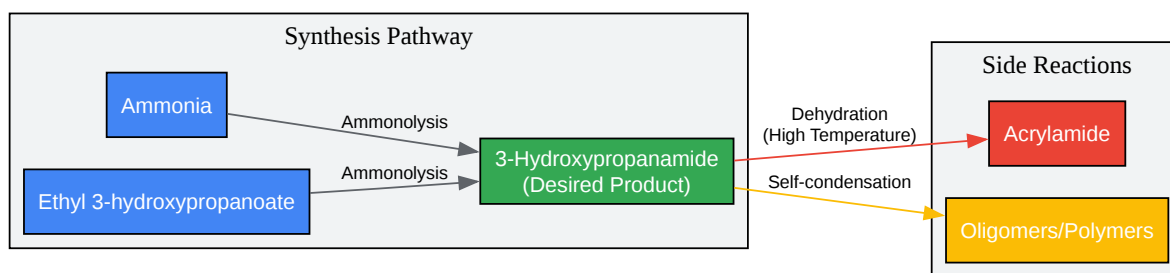 Synthesis Pathway
Ammonia
Ammonolysis
Ethyl 3-hydroxypropanoate
Ammonolysis
3-Hydroxypropanamide
(Desired Product)
Dehydration
(High Temperature)
Self-condensation
Side Reactions
Acrylamide
Oligomers/Polymers